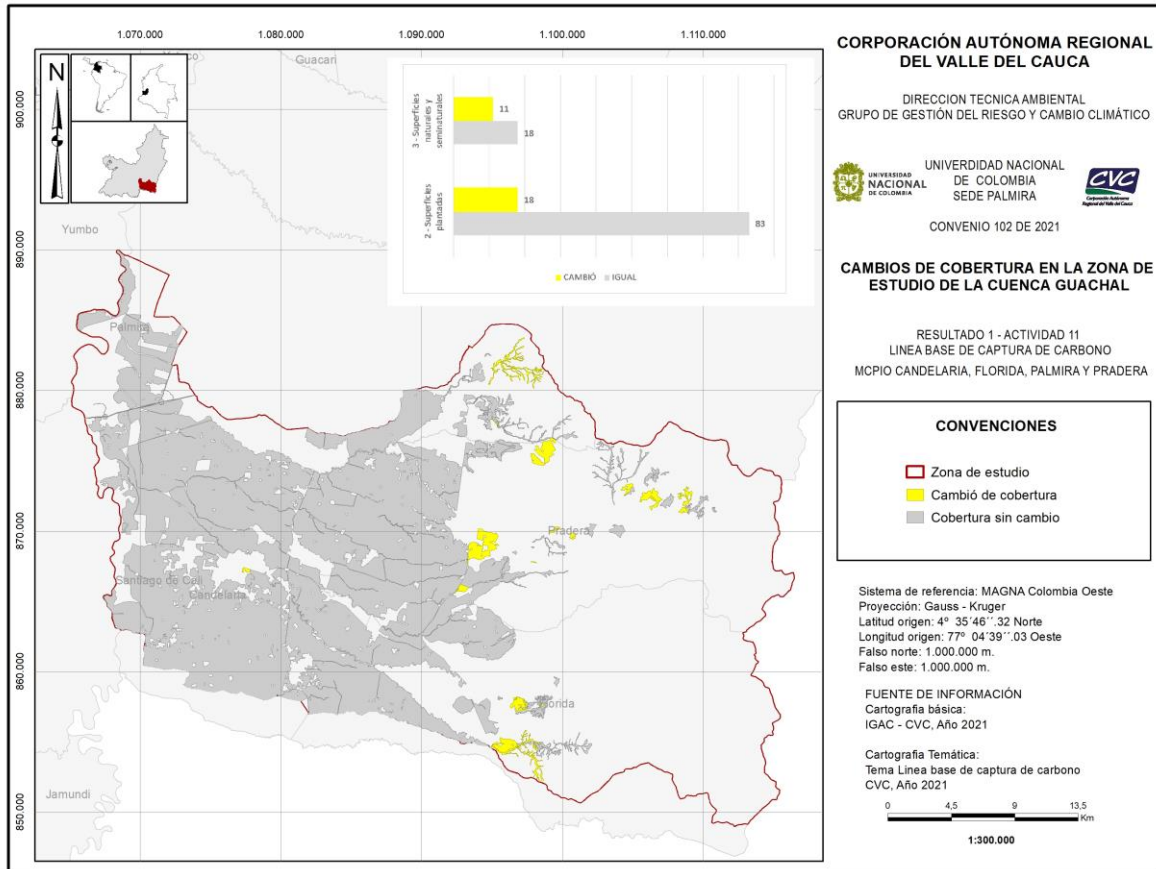 1.070.000
1.080.000
1.090.000
1.100.000
1.110.000
900.000
890.000
880.000
870.000
860.000
850.000
N
Guacari
Yumbo
Palmira
Pradera
Santiago de Cali
Candelaria
Florida
Jamundi
3 - Superficies
naturales y
seminaturales
11
18
2 - Superficies
plantadas
18
83
CAMBIÓ
IGUAL
CORPORACIÓN AUTÓNOMA REGIONAL
DEL VALLE DEL CAUCA
DIRECCION TECNICA AMBIENTAL
GRUPO DE GESTIÓN DEL RIESGO Y CAMBIO CLIMÁTICO
UNIVERSIDAD
NACIONAL
DE COLOMBIA
UNIVERDIDAD NACIONAL
DE COLOMBIA
SEDE PALMIRA
CVC
Corporación Autónoma
Regional del Valle del Cauca
CONVENIO 102 DE 2021
CAMBIOS DE COBERTURA EN LA ZONA DE
ESTUDIO DE LA CUENCA GUACHAL
RESULTADO 1 - ACTIVIDAD 11
LINEA BASE DE CAPTURA DE CARBONO
MCPIO CANDELARIA, FLORIDA, PALMIRA Y PRADERA
CONVENCIONES
Zona de estudio
Cambió de cobertura
Cobertura sin cambio
Sistema de referencia: MAGNA Colombia Oeste
Proyección: Gauss - Kruger
Latitud origen: 4º 35´46´´.32 Norte
Longitud origen: 77º 04´39´´.03 Oeste
Falso norte: 1.000.000 m.
Falso este: 1.000.000 m.
FUENTE DE INFORMACIÓN
Cartografia básica:
IGAC - CVC, Año 2021
Cartografia Temática:
Tema Linea base de captura de carbono
CVC, Año 2021
0 4,5 9 13,5
Km
1:300.000